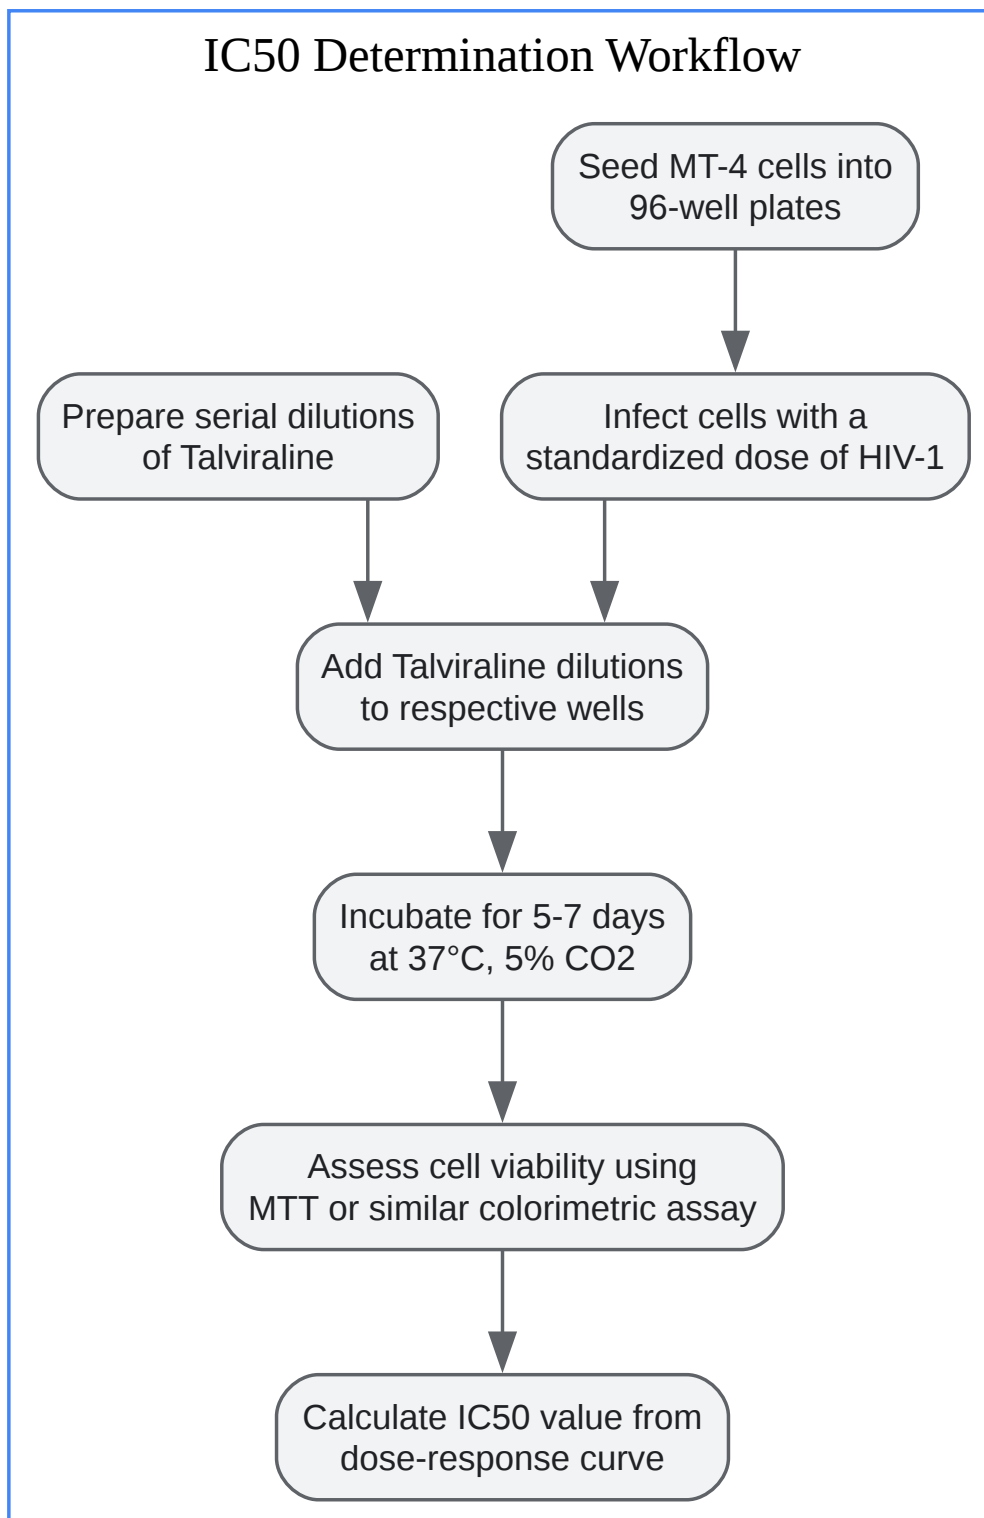 IC50 Determination Workflow
Seed MT-4 cells into
96-well plates
Prepare serial dilutions
of Talviraline
Infect cells with a
standardized dose of HIV-1
Add Talviraline dilutions
to respective wells
Incubate for 5-7 days
at 37°C, 5% CO2
Assess cell viability using
MTT or similar colorimetric assay
Calculate IC50 value from
dose-response curve